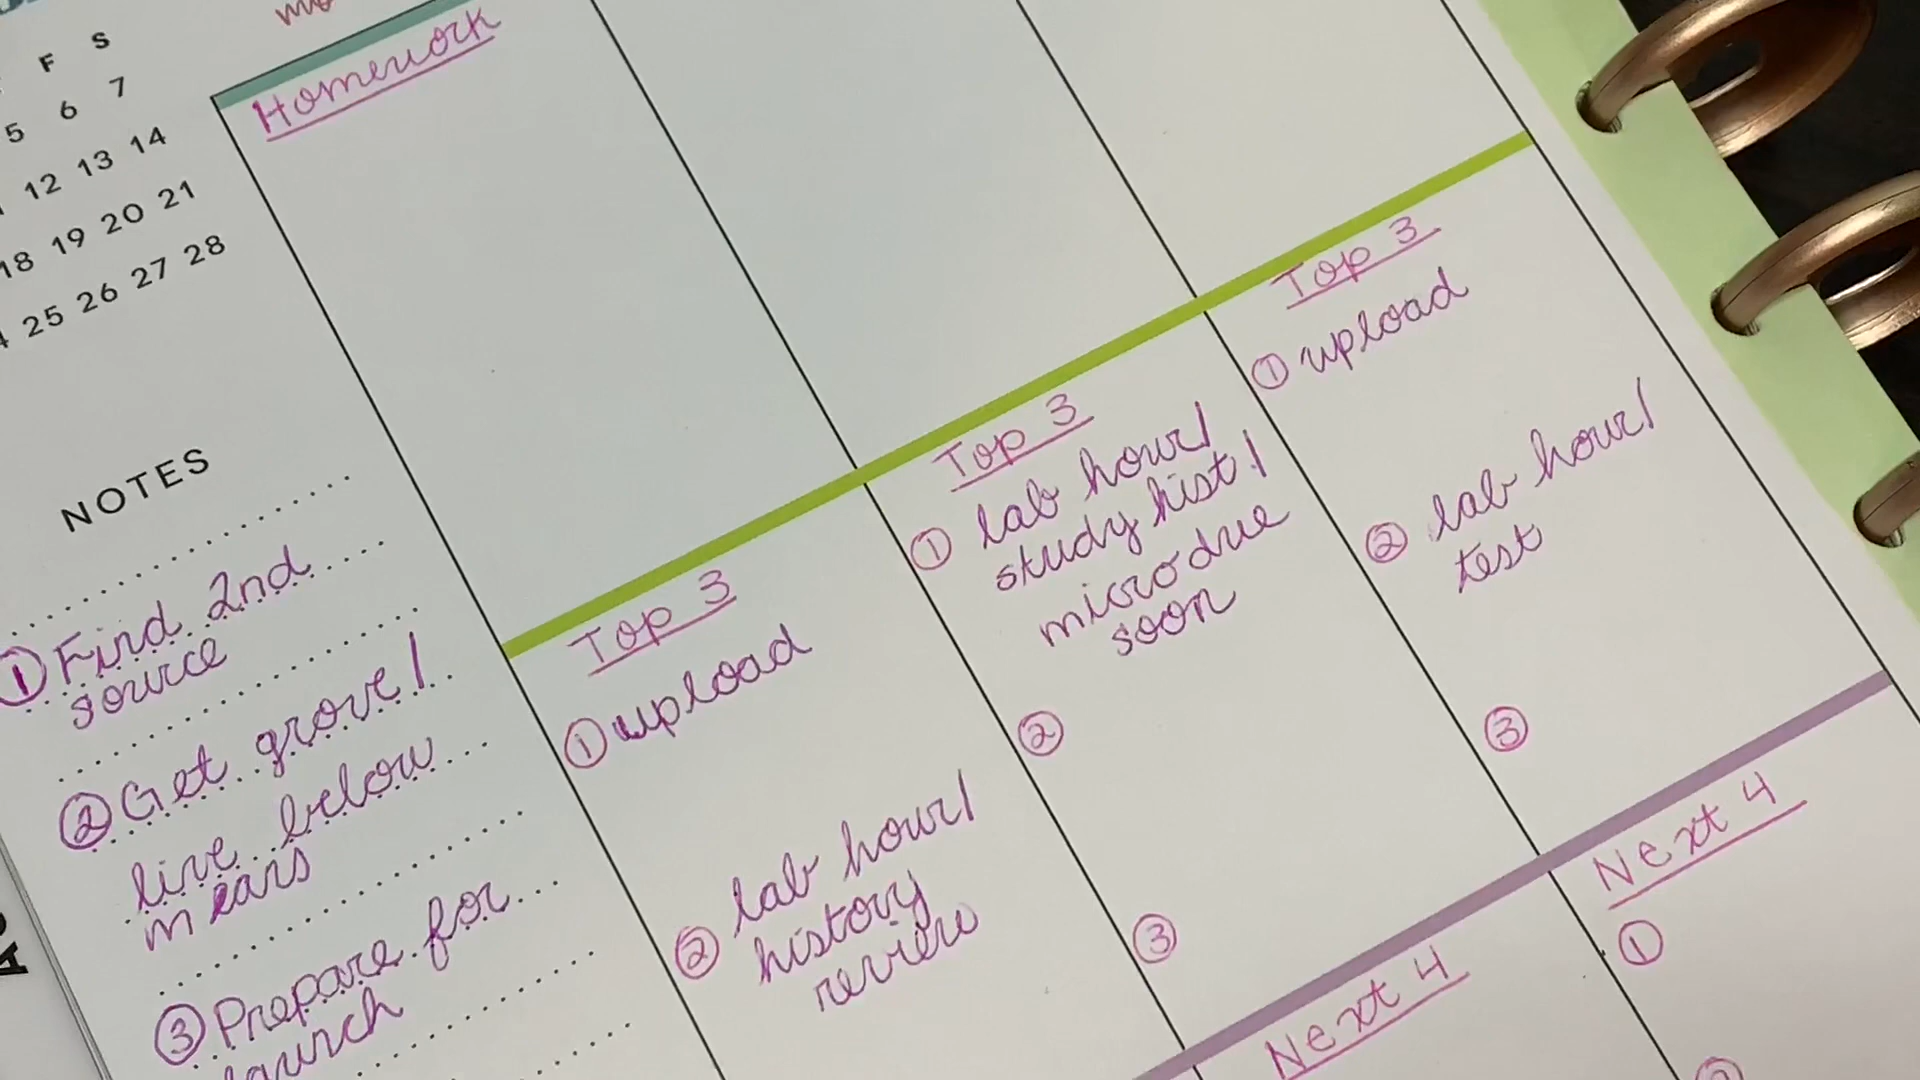 F S
5 6 7
12 13 14
18 19 20 21
25 26 27 28
NOTES
① Find 2nd
source
② Get grove/
live below
means
③ Prepare for
launch
Homework
Top 3
① upload
② lab hour/
history
review
Top 3
① lab hour/
study hist/
micro due
soon
②
③
Next 4
Top 3
① upload
② lab hour/
test
③
Next 4
①